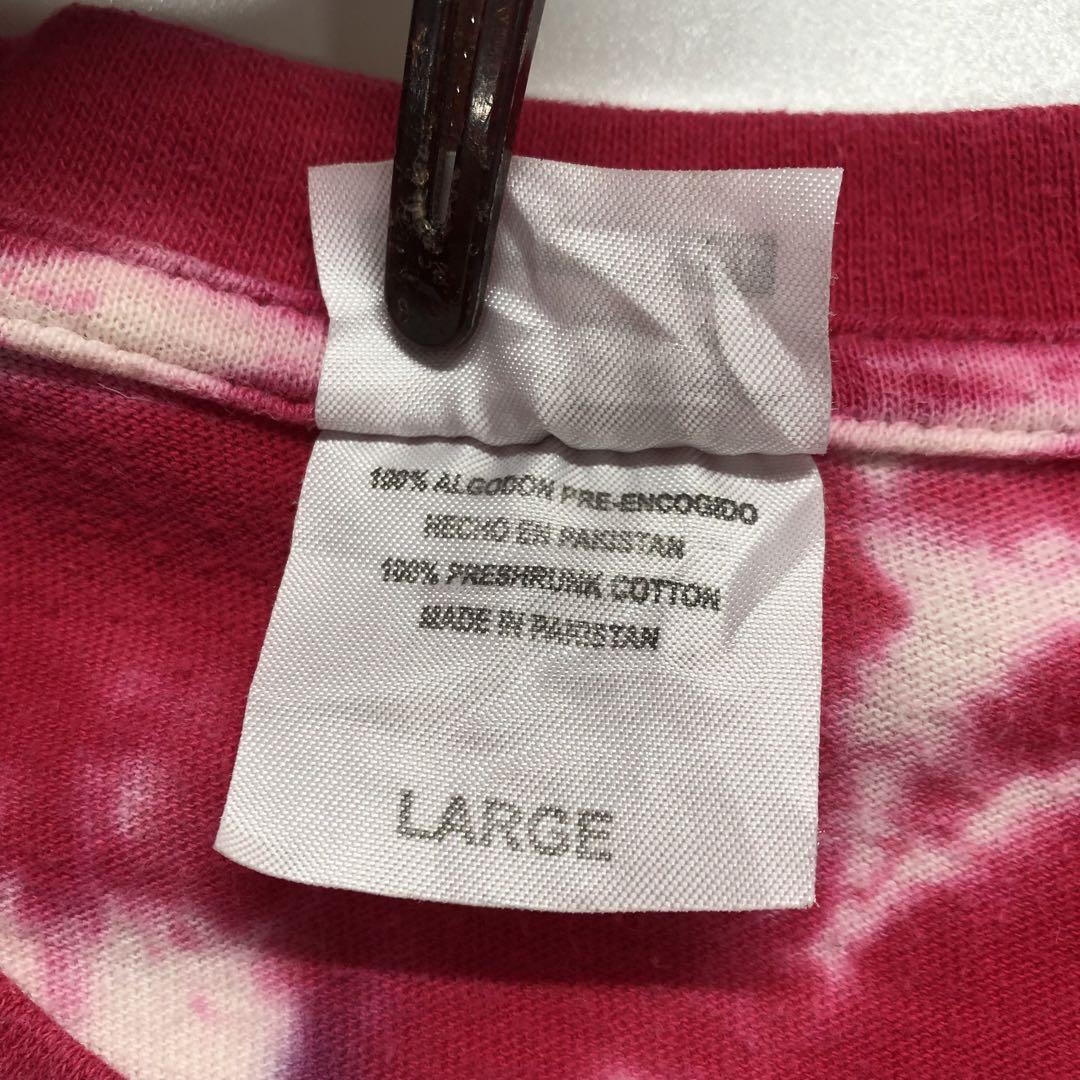 100% ALGODON PRE-ENCOGIDO
HECHO EN PAKISTAN
100% PRESHRUNK COTTON
MADE IN PAKISTAN
LARGE